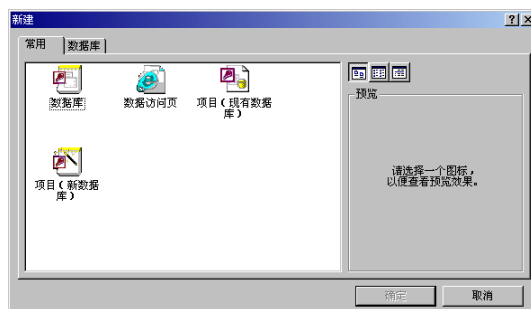 新建
常用
数据库
数据库
数据访问页
项目(现有数据
库)
项目(新数据
库)
预览
请选择一个图标，
以便查看预览效果。
确定
取消